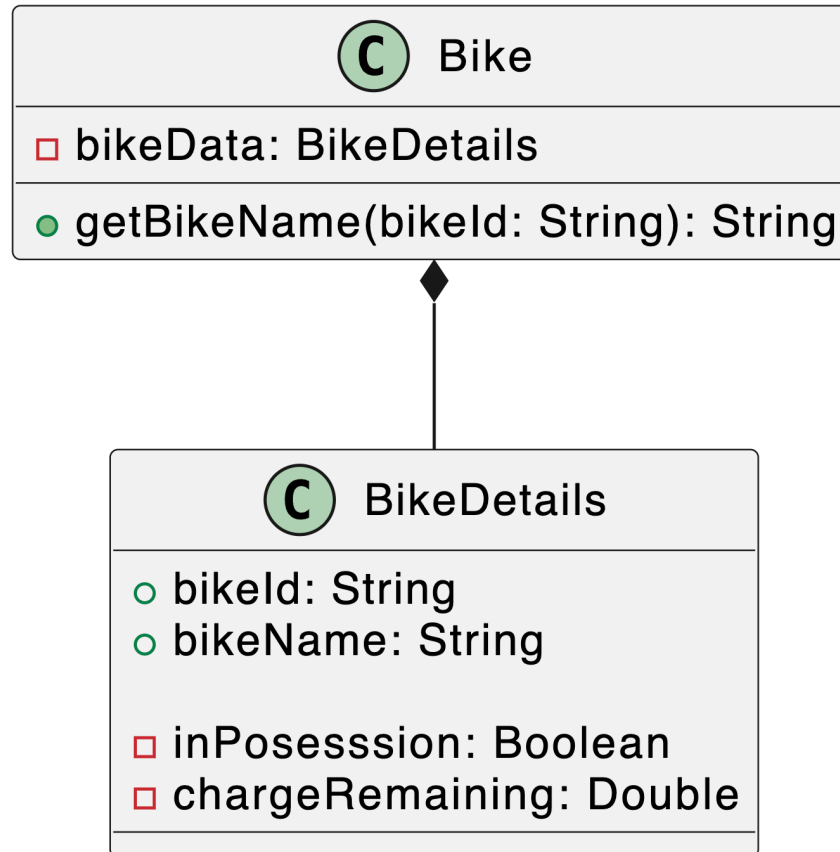 C Bike
bikeData: BikeDetails
getBikeName(bikeId: String): String
C BikeDetails
bikeId: String
bikeName: String
inPosesssion: Boolean
chargeRemaining: Double